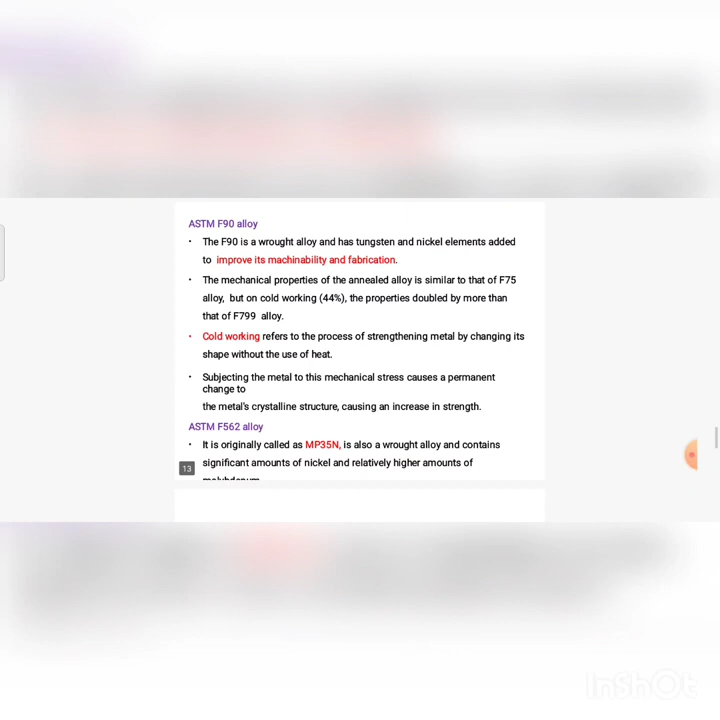 ASTM F90 alloy
• The F90 is a wrought alloy and has tungsten and nickel elements added
to improve its machinability and fabrication.
• The mechanical properties of the annealed alloy is similar to that of F75
alloy, but on cold working (44%), the properties doubled by more than
that of F799 alloy.
• Cold working refers to the process of strengthening metal by changing its
shape without the use of heat.
• Subjecting the metal to this mechanical stress causes a permanent
change to
the metal's crystalline structure, causing an increase in strength.
ASTM F562 alloy
• It is originally called as MP35N, is also a wrought alloy and contains
13 significant amounts of nickel and relatively higher amounts of
InShOt